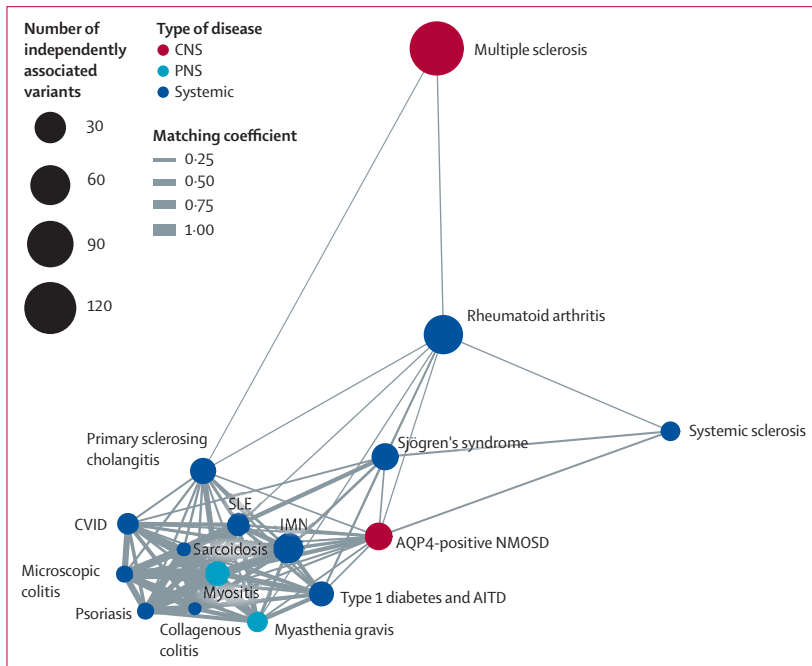 Number of
independently
associated
variants
30
60
90
120
Type of disease
CNS
PNS
Systemic
Matching coefficient
0·25
0·50
0·75
1·00
Multiple sclerosis
Rheumatoid arthritis
Systemic sclerosis
Primary sclerosing
cholangitis
Sjögren's syndrome
SLE
CVID
IMN
AQP4-positive NMOSD
Sarcoidosis
Microscopic
colitis
Myositis
Type 1 diabetes and AITD
Psoriasis
Collagenous
colitis
Myasthenia gravis